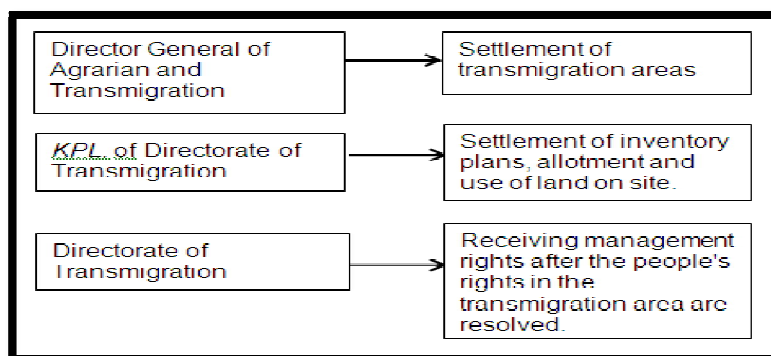 Director General of
Agrarian and
Transmigration
Settlement of
transmigration areas
KPL. of Directorate of
Transmigration
Settlement of inventory
plans, allotment and
use of land on site.
Directorate of
Transmigration
Receiving management
rights after the people's
rights in the
transmigration area are
resolved.